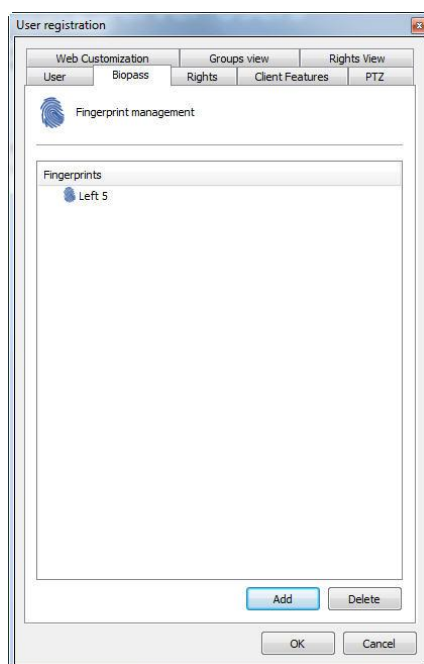 User registration
Web Customization Groups view Rights View
User Biopass Rights Client Features PTZ
Fingerprint management
Fingerprints
Left 5
Add Delete
OK Cancel